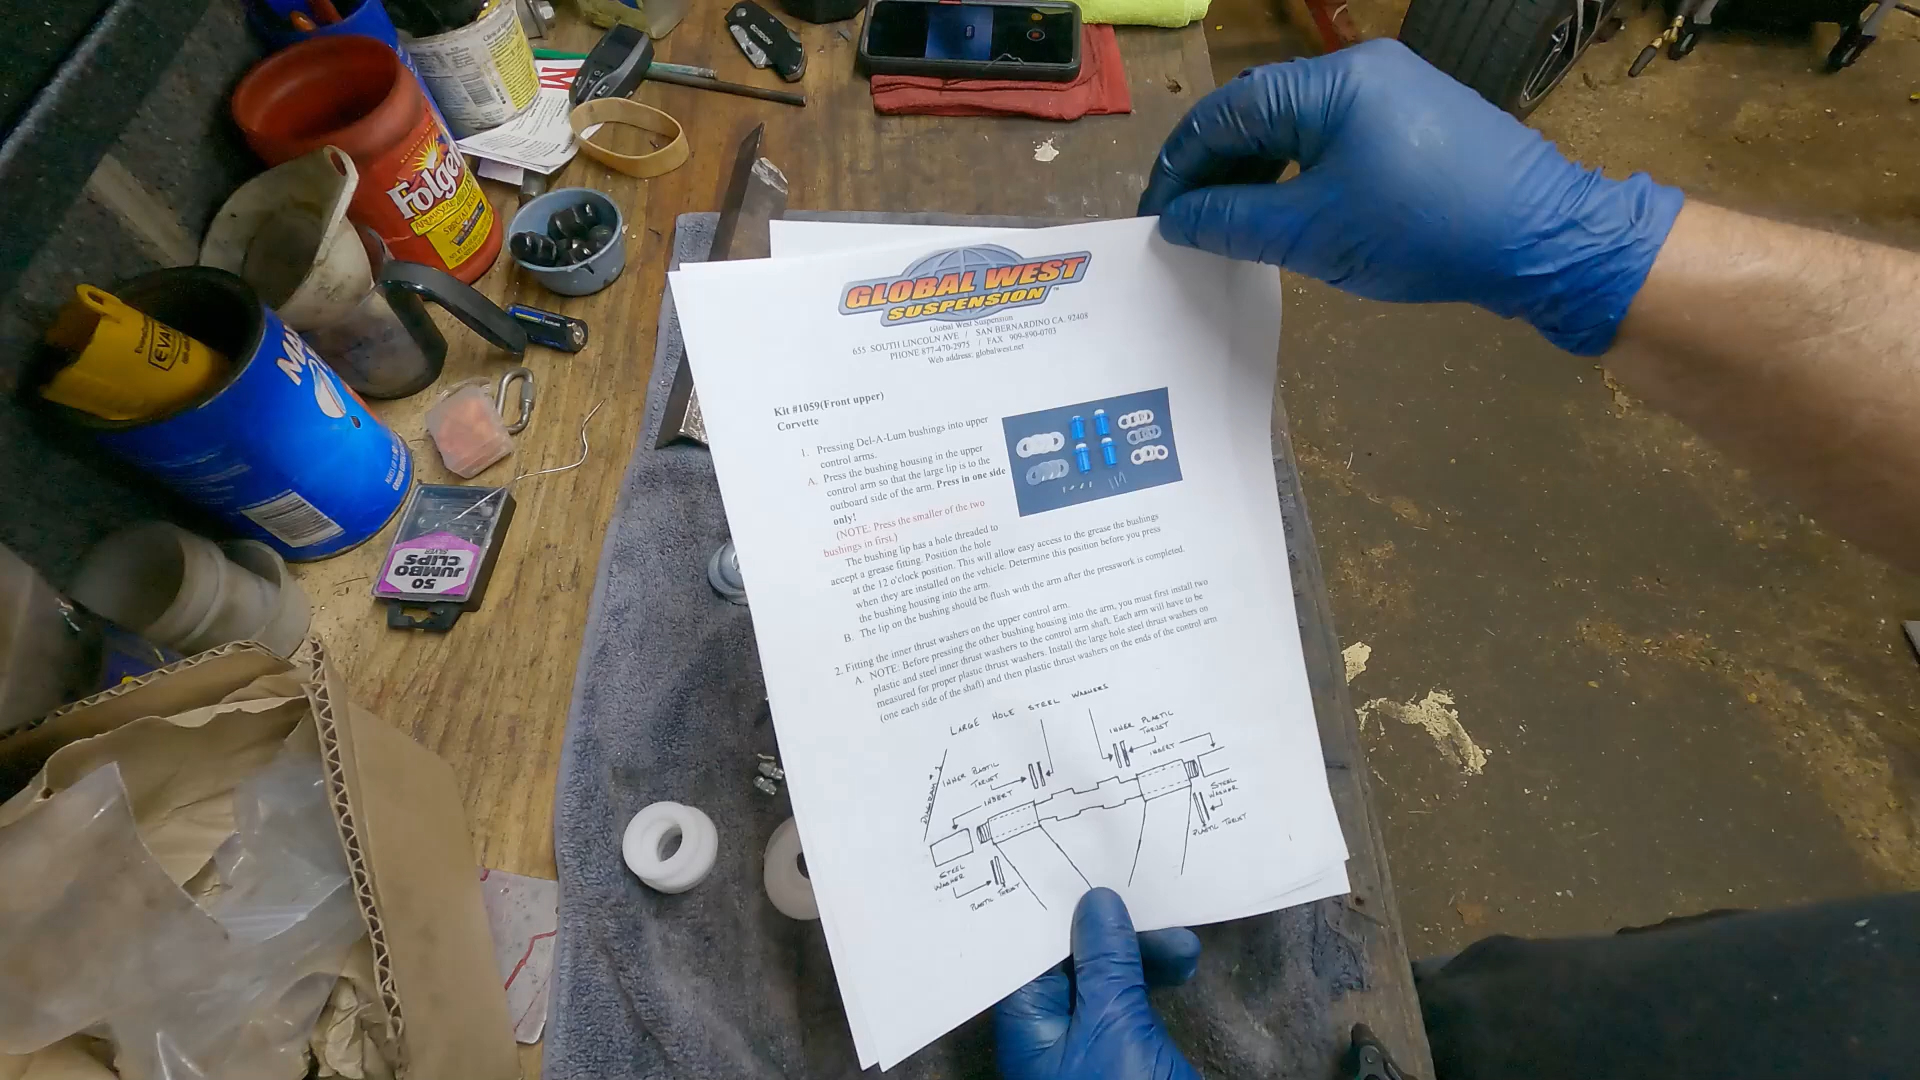 GLOBAL WEST
SUSPENSION™
Global West Suspension
655 SOUTH LINCOLN AVE / SAN BERNARDINO CA. 92408
PHONE 877-470-2975 / FAX 909-890-0703
Web address: globalwest.net
Kit #1059(Front upper)
Corvette
1. Pressing Del-A-Lum bushings into upper
control arms.
A. Press the bushing housing in the upper
control arm so that the large lip is to the
outboard side of the arm. Press in one side
only!
(NOTE: Press the smaller of the two
bushings in first.)
The bushing lip has a hole threaded to
accept a grease fitting. Position the hole
at the 12 o'clock position. This will allow easy access to the grease the bushings
when they are installed on the vehicle. Determine this position before you press
the bushing housing into the arm.
B. The lip on the bushing should be flush with the arm after the presswork is completed.
2. Fitting the inner thrust washers on the upper control arm.
A. NOTE: Before pressing the other bushing housing into the arm, you must first install two
plastic and steel inner thrust washers to the control arm shaft. Each arm will have to be
measured for proper plastic thrust washers. Install the large hole steel thrust washers on
(one each side of the shaft) and then plastic thrust washers on the ends of the control arm
LARGE HOLE STEEL WASHERS
INNER PLASTIC
THRUST
INSERT
INNER PLASTIC
THRUST
INSERT
STEEL
WASHER
PLASTIC THRUST
STEEL
WASHER
PLASTIC THRUST
DIAGRAM
1
Folge
SPECIAL ROAST
MA
EVA
50
JUMBO
CLIPS
GORDON
M